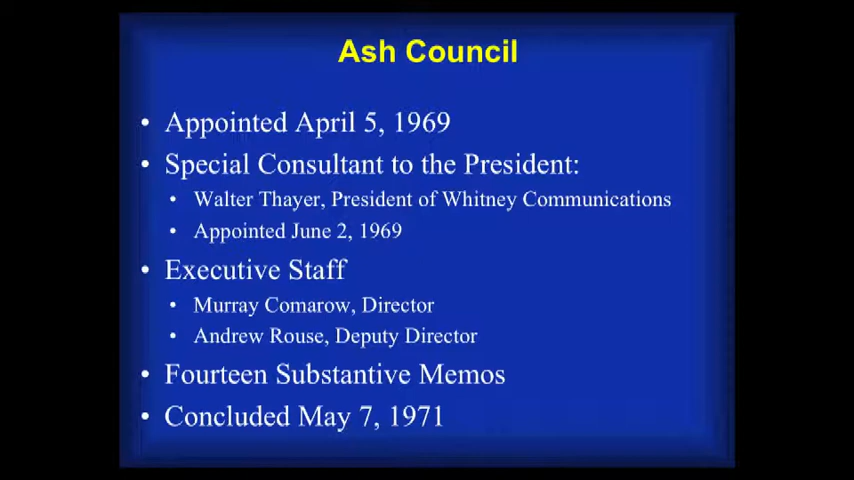 Ash Council
• Appointed April 5, 1969
• Special Consultant to the President:
• Walter Thayer, President of Whitney Communications
• Appointed June 2, 1969
• Executive Staff
• Murray Comarow, Director
• Andrew Rouse, Deputy Director
• Fourteen Substantive Memos
• Concluded May 7, 1971